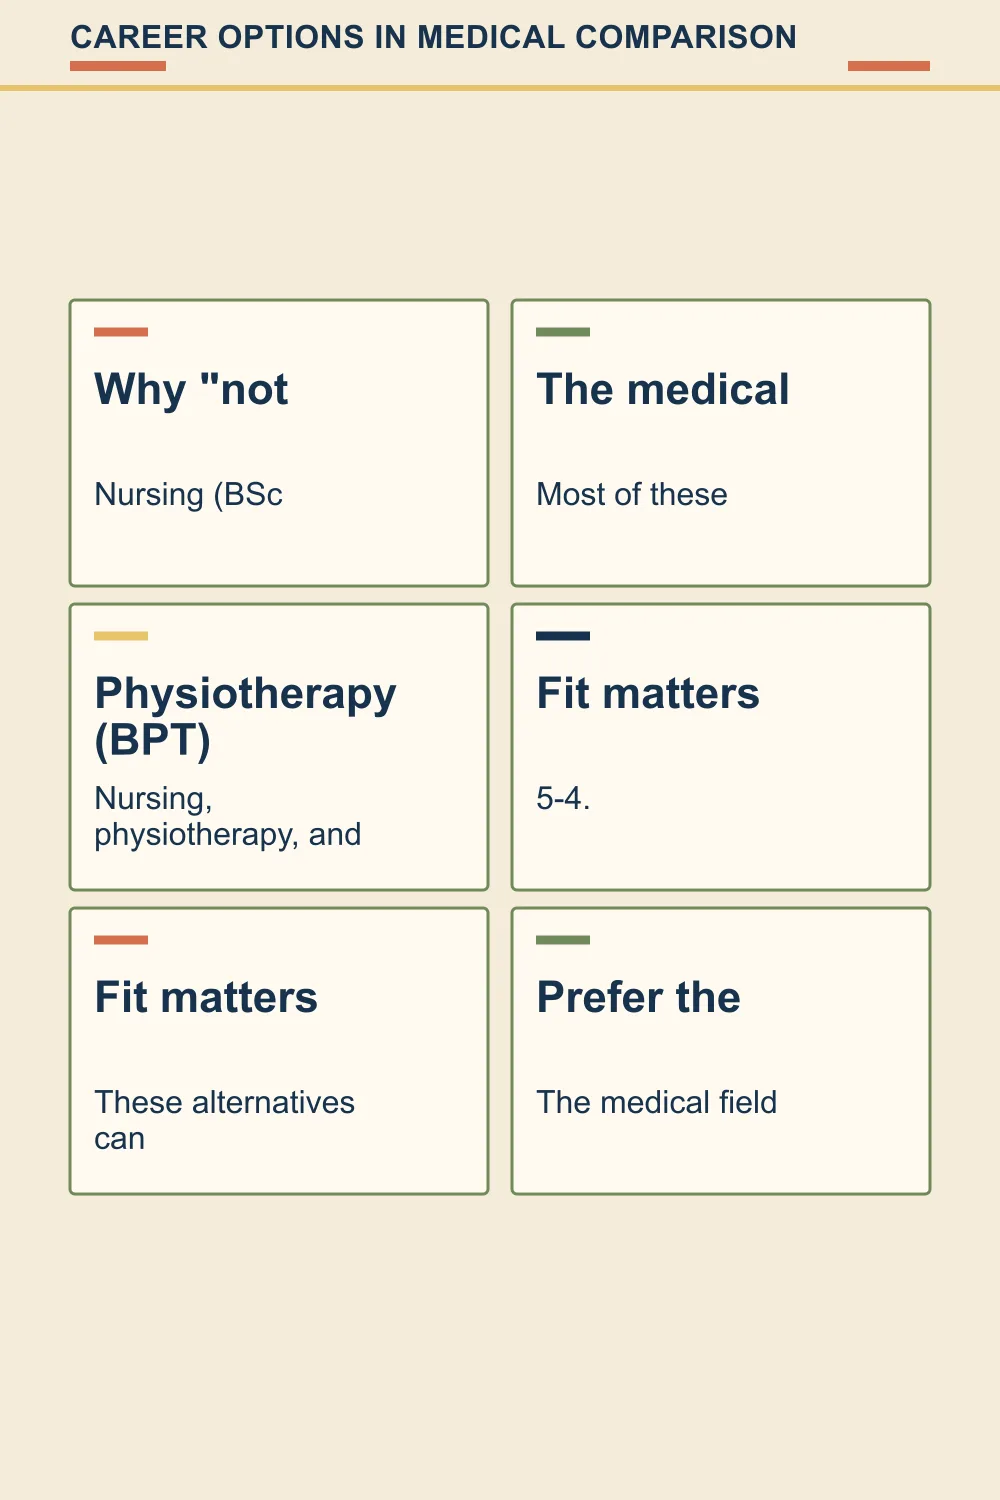 CAREER OPTIONS IN MEDICAL COMPARISON
Why "not
Nursing (BSc
The medical
Most of these
Physiotherapy
(BPT)
Nursing,
physiotherapy, and
Fit matters
5-4.
Fit matters
These alternatives
can
Prefer the
The medical field